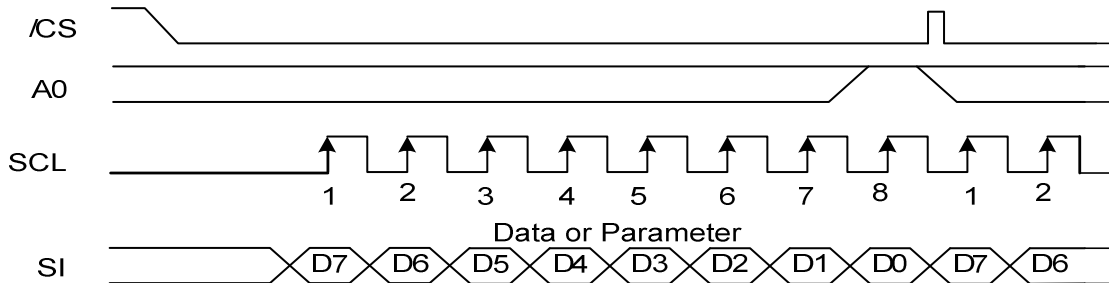 /CS
A0
SCL
1 2 3 4 5 6 7 8 1 2
Data or Parameter
SI D7 D6 D5 D4 D3 D2 D1 D0 D7 D6